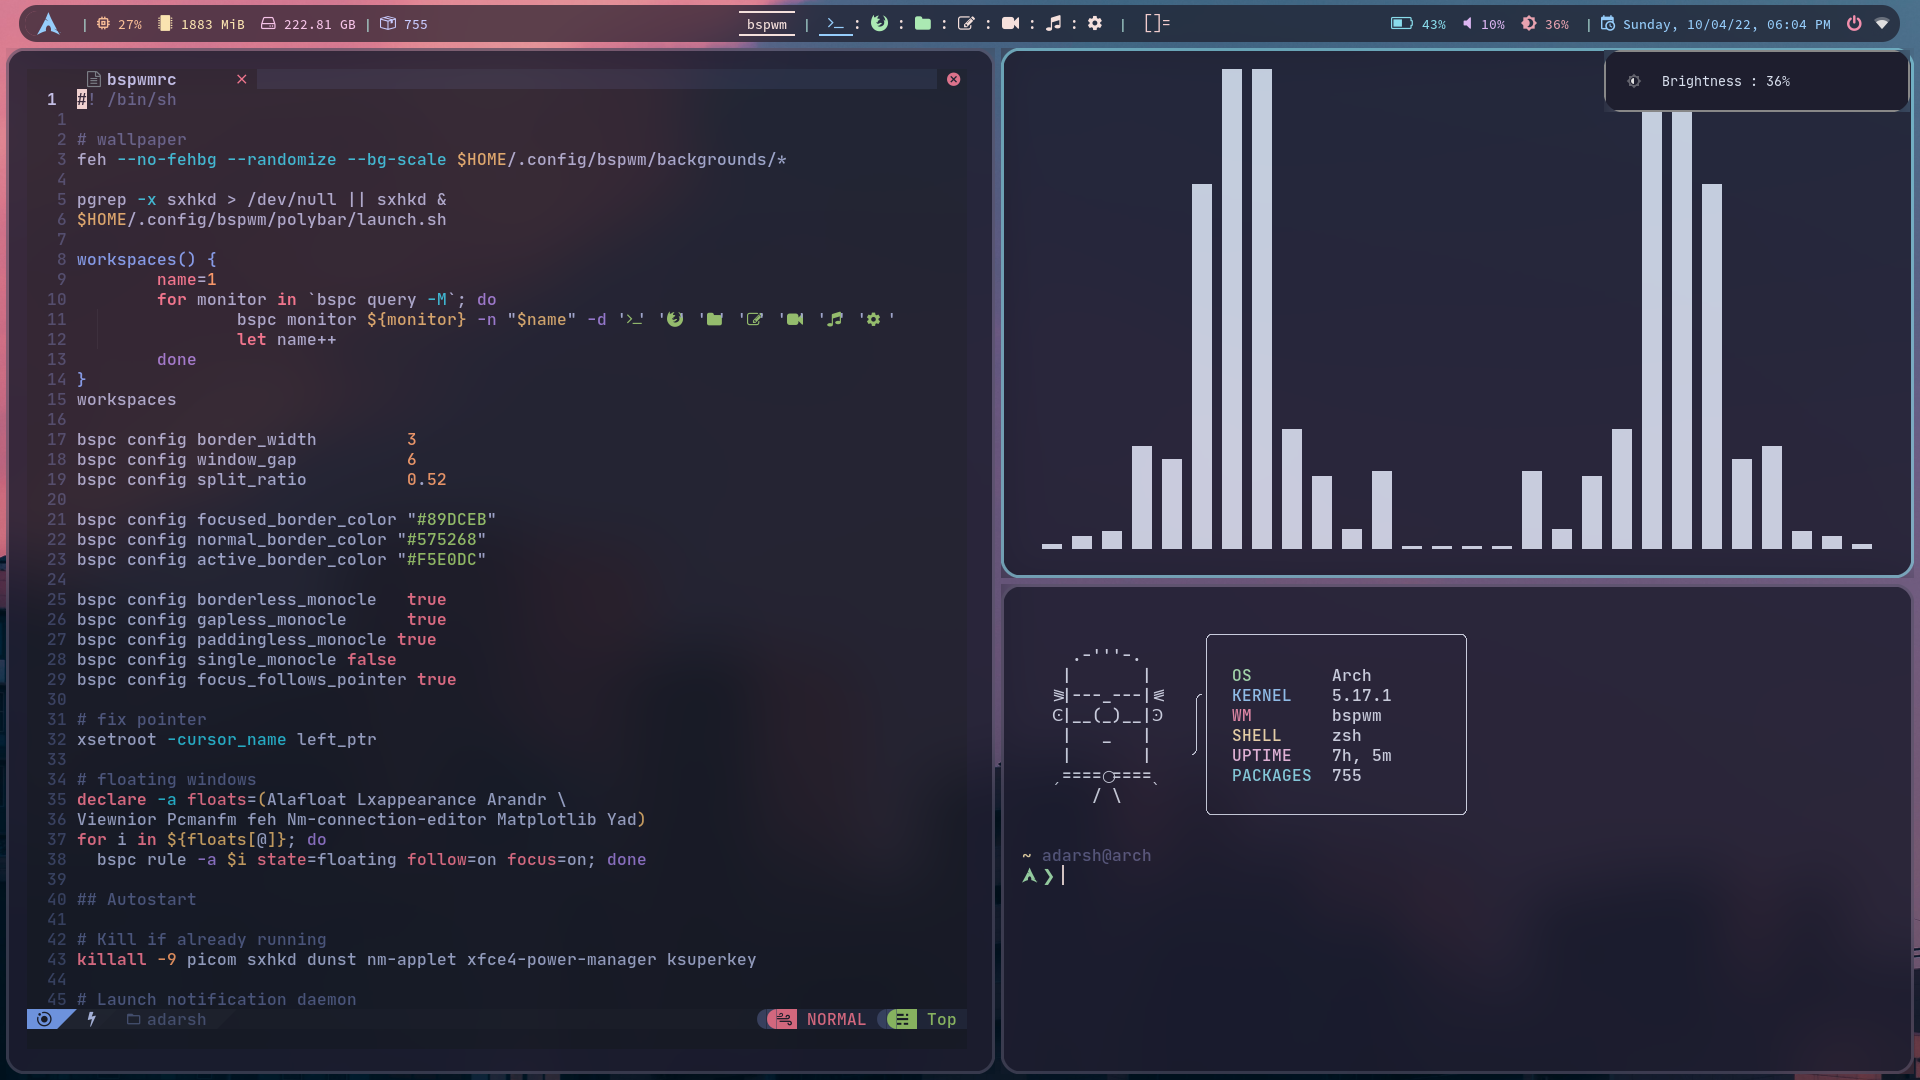 | 27% 1883 MiB 222.81 GB | 755
bspwm | >_ : : : : : : | []=
43% 10% 36% | Sunday, 10/04/22, 06:04 PM
bspwmrc ×
1 #! /bin/sh
1
2 # wallpaper
3 feh --no-fehbg --randomize --bg-scale $HOME/.config/bspwm/backgrounds/*
4
5 pgrep -x sxhkd > /dev/null || sxhkd &
6 $HOME/.config/bspwm/polybar/launch.sh
7
8 workspaces() {
9 name=1
10 for monitor in `bspc query -M`; do
11 bspc monitor ${monitor} -n "$name" -d '>_' '' '' '' '' '' ''
12 let name++
13 done
14 }
15 workspaces
16
17 bspc config border_width 3
18 bspc config window_gap 6
19 bspc config split_ratio 0.52
20
21 bspc config focused_border_color "#89DCEB"
22 bspc config normal_border_color "#575268"
23 bspc config active_border_color "#F5E0DC"
24
25 bspc config borderless_monocle true
26 bspc config gapless_monocle true
27 bspc config paddingless_monocle true
28 bspc config single_monocle false
29 bspc config focus_follows_pointer true
30
31 # fix pointer
32 xsetroot -cursor_name left_ptr
33
34 # floating windows
35 declare -a floats=(Alafloat Lxappearance Arandr \
36 Viewnior Pcmanfm feh Nm-connection-editor Matplotlib Yad)
37 for i in ${floats[@]}; do
38 bspc rule -a $i state=floating follow=on focus=on; done
39
40 ## Autostart
41
42 # Kill if already running
43 killall -9 picom sxhkd dunst nm-applet xfce4-power-manager ksuperkey
44
45 # Launch notification daemon
adarsh NORMAL Top
Brightness : 36%
OS Arch
KERNEL 5.17.1
WM bspwm
SHELL zsh
UPTIME 7h, 5m
PACKAGES 755
~ adarsh@arch
❯